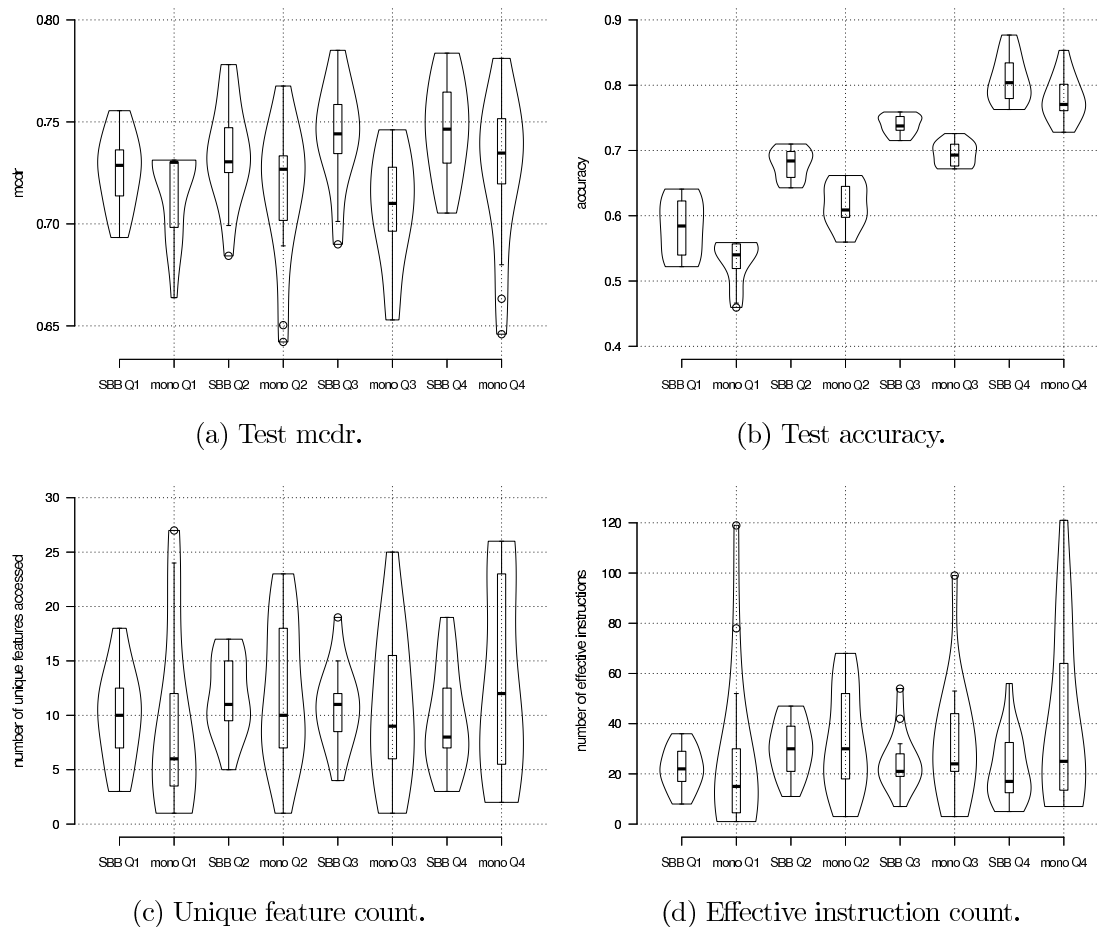 0.80
0.75
0.70
0.65
mcdr
SBB Q1 mono Q1 SBB Q2 mono Q2 SBB Q3 mono Q3 SBB Q4 mono Q4
(a) Test mcdr.
0.9
0.8
0.7
0.6
0.5
0.4
accuracy
SBB Q1 mono Q1 SBB Q2 mono Q2 SBB Q3 mono Q3 SBB Q4 mono Q4
(b) Test accuracy.
30
25
20
15
10
5
0
number of unique features accessed
SBB Q1 mono Q1 SBB Q2 mono Q2 SBB Q3 mono Q3 SBB Q4 mono Q4
(c) Unique feature count.
120
100
80
60
40
20
0
number of effective instructions
SBB Q1 mono Q1 SBB Q2 mono Q2 SBB Q3 mono Q3 SBB Q4 mono Q4
(d) Effective instruction count.